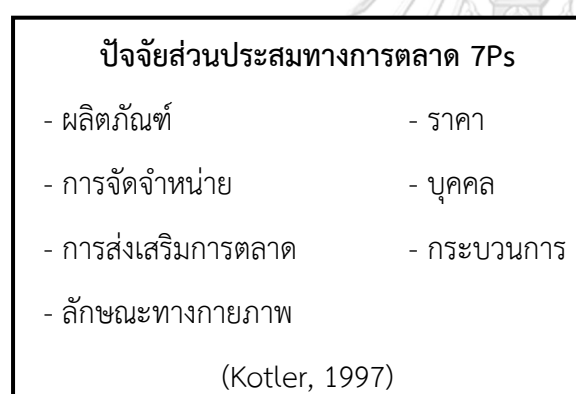 ปัจจัยส่วนประสมทางการตลาด 7Ps
- ผลิตภัณฑ์ - ราคา
- การจัดจำหน่าย - บุคคล
- การส่งเสริมการตลาด - กระบวนการ
- ลักษณะทางกายภาพ
(Kotler, 1997)